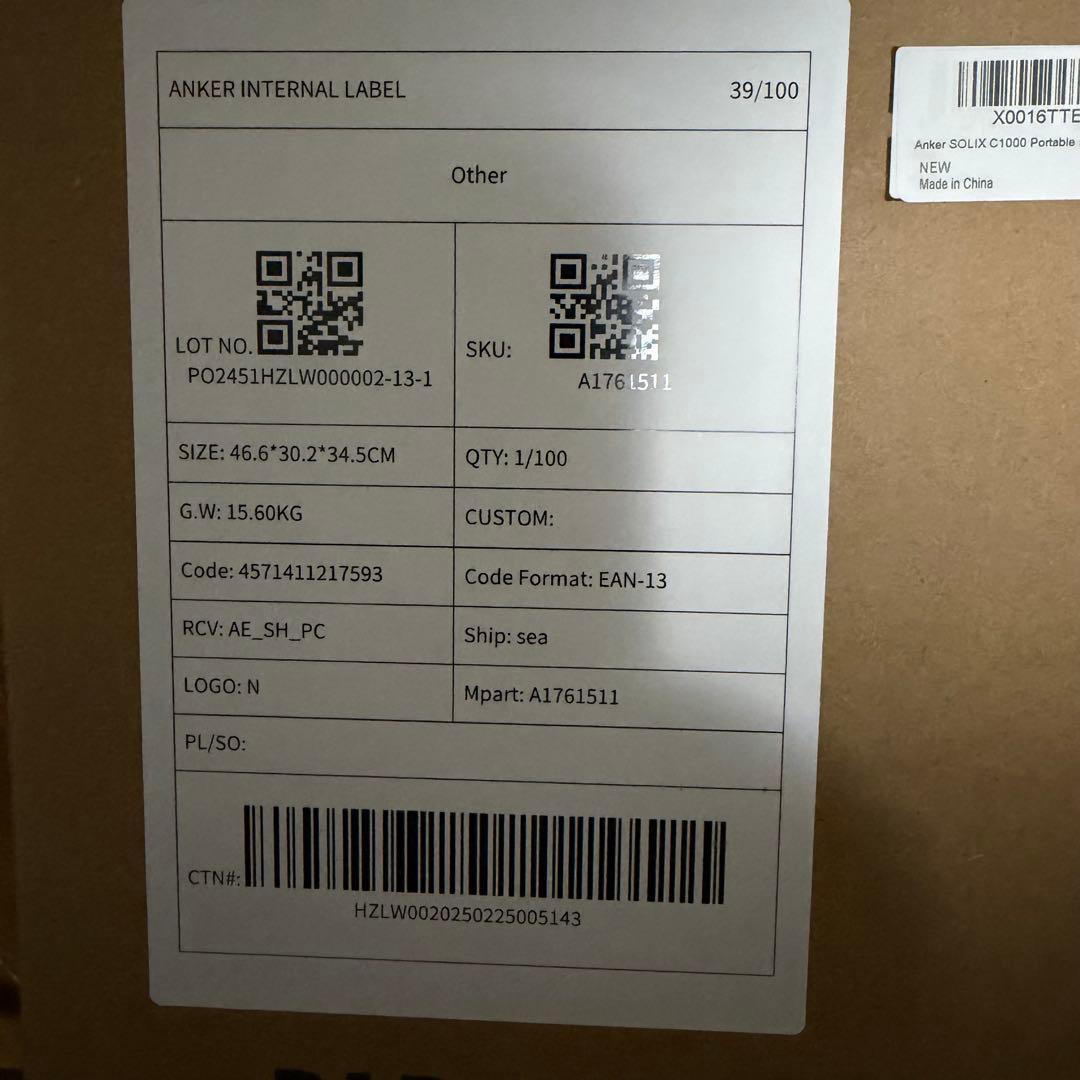 ANKER INTERNAL LABEL 39/100
Other
LOT NO.
PO2451HZLW000002-13-1
SKU:
A1761511
SIZE: 46.6*30.2*34.5CM
QTY: 1/100
G.W: 15.60KG
CUSTOM:
Code: 4571411217593
Code Format: EAN-13
RCV: AE_SH_PC
Ship: sea
LOGO: N
Mpart: A1761511
PL/SO:
CTN#:
HZLW0020250225005143
X0016TTE
Anker SOLIX C1000 Portable
NEW
Made in China